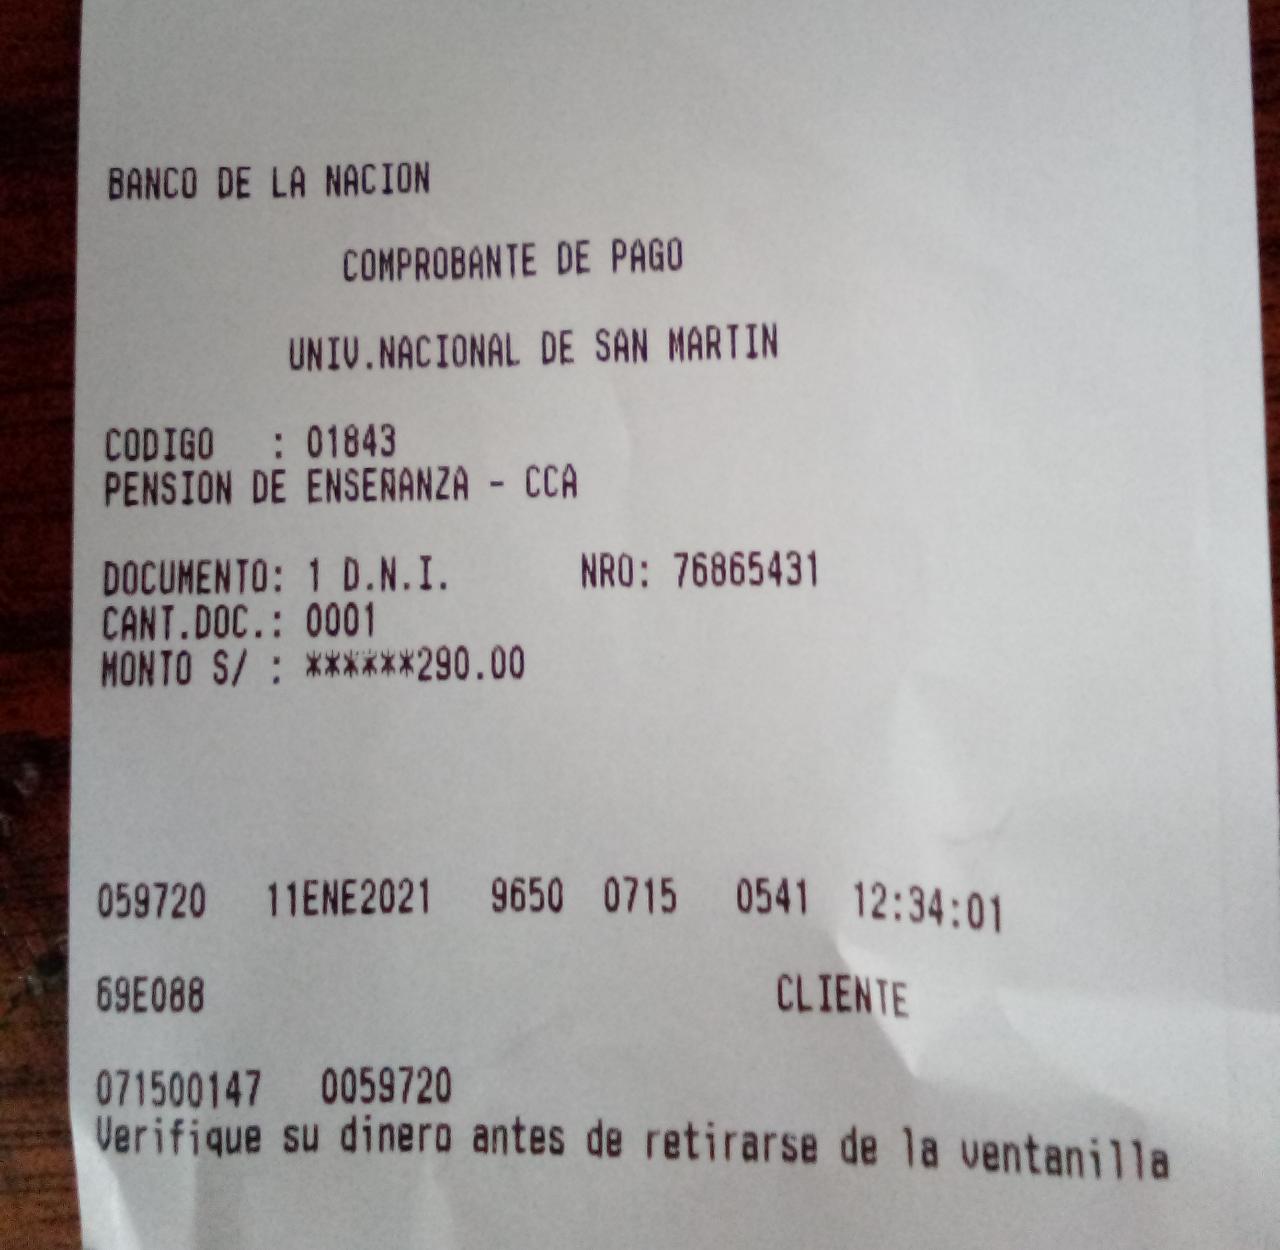 BANCO DE LA NACION
COMPROBANTE DE PAGO
UNIV.NACIONAL DE SAN MARTIN
CODIGO : 01843
PENSION DE ENSEÑANZA - CCA
DOCUMENTO: 1 D.N.I. NRO: 76865431
CANT.DOC.: 0001
MONTO S/ : ******290.00
059720 11ENE2021 9650 0715 0541 12:34:01
69E088 CLIENTE
071500147 0059720
Verifique su dinero antes de retirarse de la ventanilla